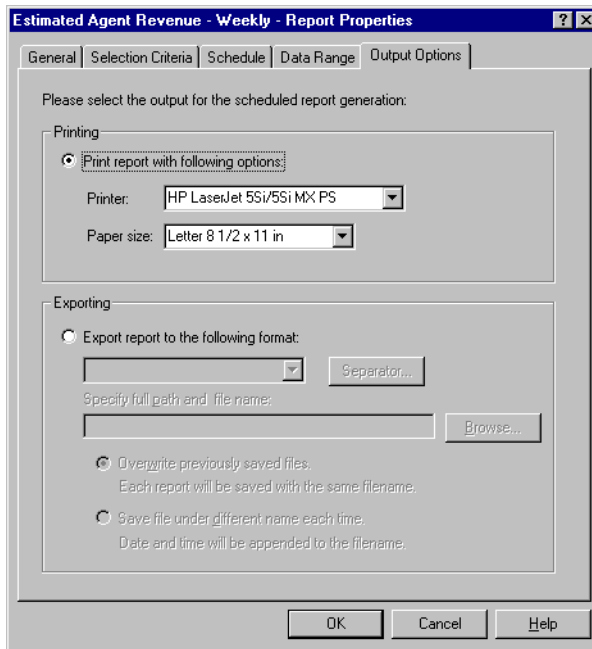 Estimated Agent Revenue - Weekly - Report Properties
General Selection Criteria Schedule Data Range Output Options
Please select the output for the scheduled report generation:
Printing
Print report with following options:
Printer: HP LaserJet 5Si/5Si MX PS
Paper size: Letter 8 1/2 x 11 in
Exporting
Export report to the following format:
Separator...
Specify full path and file name:
Browse...
Overwrite previously saved files.
Each report will be saved with the same filename.
Save file under different name each time.
Date and time will be appended to the filename.
OK Cancel Help